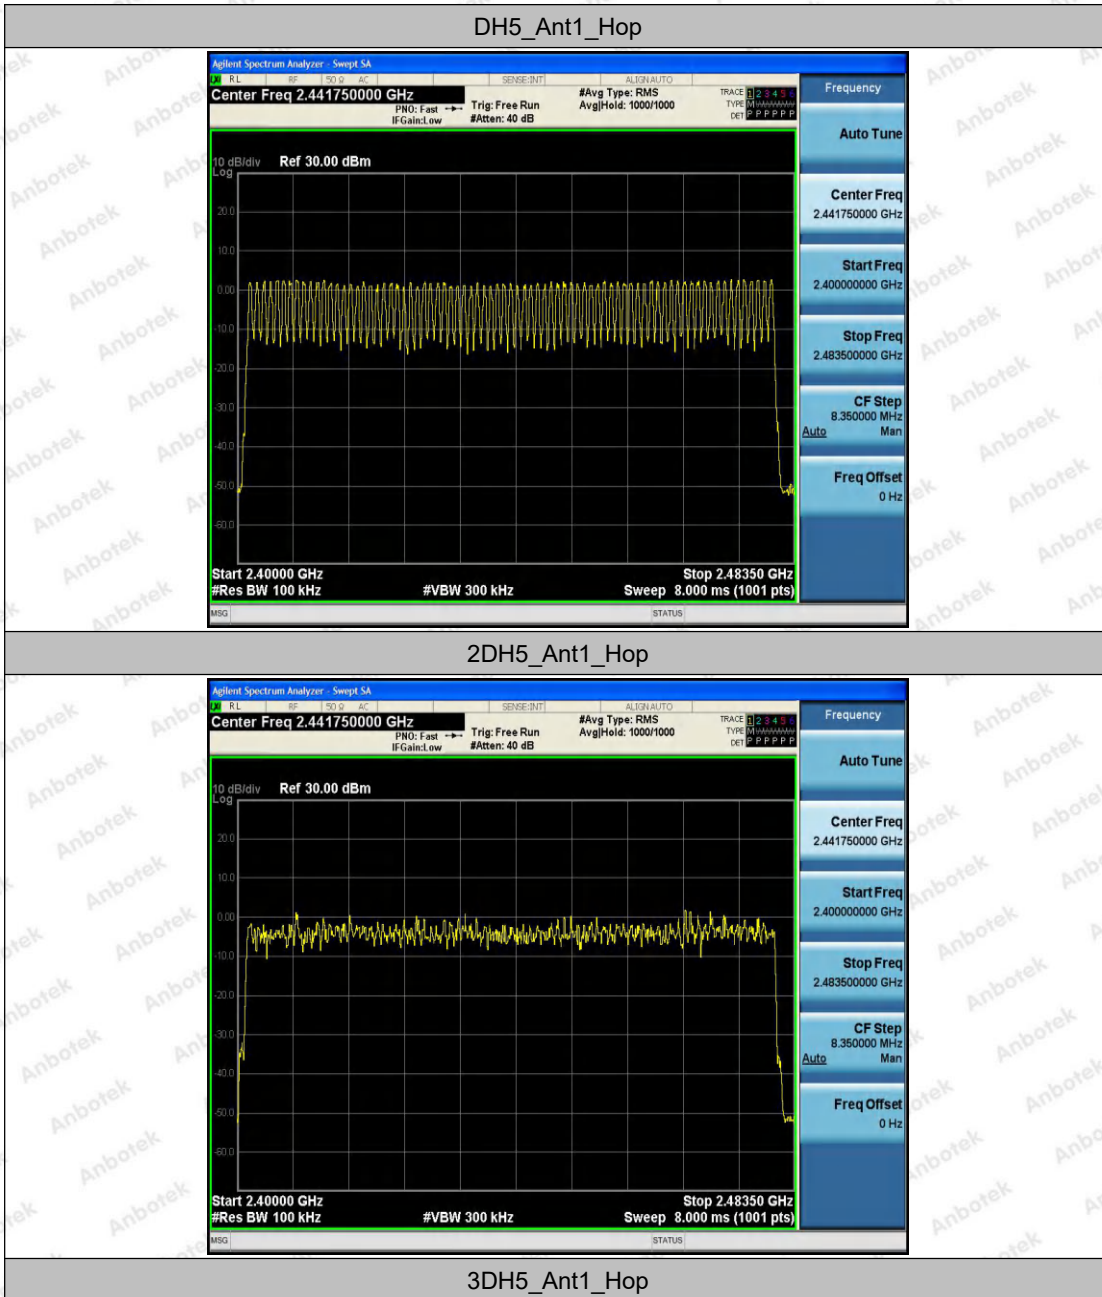 DH5_Ant1_Hop
Agilent Spectrum Analyzer - Swept SA
RL RF 50 Ω AC SENSE:INT ALIGNAUTO
Center Freq 2.441750000 GHz
PNO: Fast
IFGain:Low
Trig: Free Run
#Atten: 40 dB
#Avg Type: RMS
Avg|Hold: 1000/1000
TRACE 1 2 3 4 5 6
TYPE M
DET P P P P P P
10 dB/div
Log
Ref 30.00 dBm
20.0
10.0
0.00
-10.0
-20.0
-30.0
-40.0
-50.0
-60.0
Start 2.40000 GHz
Stop 2.48350 GHz
#Res BW 100 kHz
#VBW 300 kHz
Sweep 8.000 ms (1001 pts)
MSG
STATUS
Frequency
Auto Tune
Center Freq
2.441750000 GHz
Start Freq
2.400000000 GHz
Stop Freq
2.483500000 GHz
CF Step
8.350000 MHz
Auto Man
Freq Offset
0 Hz
2DH5_Ant1_Hop
Agilent Spectrum Analyzer - Swept SA
RL RF 50 Ω AC SENSE:INT ALIGNAUTO
Center Freq 2.441750000 GHz
PNO: Fast
IFGain:Low
Trig: Free Run
#Atten: 40 dB
#Avg Type: RMS
Avg|Hold: 1000/1000
TRACE 1 2 3 4 5 6
TYPE M
DET P P P P P P
10 dB/div
Log
Ref 30.00 dBm
20.0
10.0
0.00
-10.0
-20.0
-30.0
-40.0
-50.0
-60.0
Start 2.40000 GHz
Stop 2.48350 GHz
#Res BW 100 kHz
#VBW 300 kHz
Sweep 8.000 ms (1001 pts)
MSG
STATUS
Frequency
Auto Tune
Center Freq
2.441750000 GHz
Start Freq
2.400000000 GHz
Stop Freq
2.483500000 GHz
CF Step
8.350000 MHz
Auto Man
Freq Offset
0 Hz
3DH5_Ant1_Hop
Anbotek